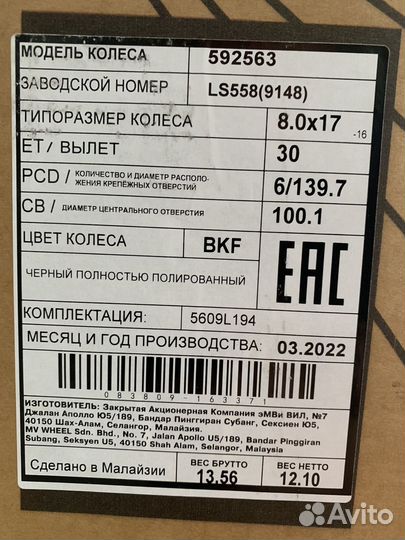 МОДЕЛЬ КОЛЕСА 592563
ЗАВОДСКОЙ НОМЕР LS558(9148)
ТИПОРАЗМЕР КОЛЕСА 8.0x17 -16
ET/ ВЫЛЕТ 30
PCD / КОЛИЧЕСТВО И ДИАМЕТР РАСПОЛО-
ЖЕНИЯ КРЕПЁЖНЫХ ОТВЕРСТИЙ 6/139.7
CB / ДИАМЕТР ЦЕНТРАЛЬНОГО ОТВЕРСТИЯ 100.1
ЦВЕТ КОЛЕСА BKF
ЧЕРНЫЙ ПОЛНОСТЬЮ ПОЛИРОВАННЫЙ
EAC
КОМПЛЕКТАЦИЯ: 5609L194
МЕСЯЦ И ГОД ПРОИЗВОДСТВА: 03.2022
083809-163371
ИЗГОТОВИТЕЛЬ: Закрытая Акционерная Компания эМВи ВИЛ, №7
Джалан Аполло Ю5/189, Бандар Пинггиран Субанг, Сексиен Ю5,
40150 Шах-Алам, Селангор, Малайзия.
MV WHEEL Sdn. Bhd., No. 7, Jalan Apollo U5/189, Bandar Pinggiran
Subang, Seksyen U5, 40150 Shah Alam, Selangor, Malaysia
Сделано в Малайзии
ВЕС БРУТТО
13.56
ВЕС НЕТТО
12.10
Avito